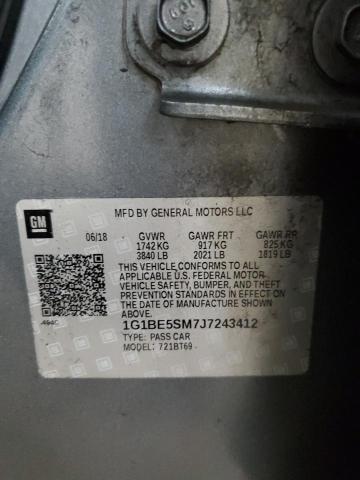 GM
MFD BY GENERAL MOTORS LLC
06/18 GVWR GAWR FRT GAWR RR
1742 KG 917 KG 825 KG
3840 LB 2021 LB 1819 LB
THIS VEHICLE CONFORMS TO ALL
APPLICABLE U.S. FEDERAL MOTOR
VEHICLE SAFETY, BUMPER, AND THEFT
PREVENTION STANDARDS IN EFFECT ON
THE DATE OF MANUFACTURE SHOWN
ABOVE.
1G1BE5SM7J7243412
TYPE: PASS CAR
MODEL: 721BT69